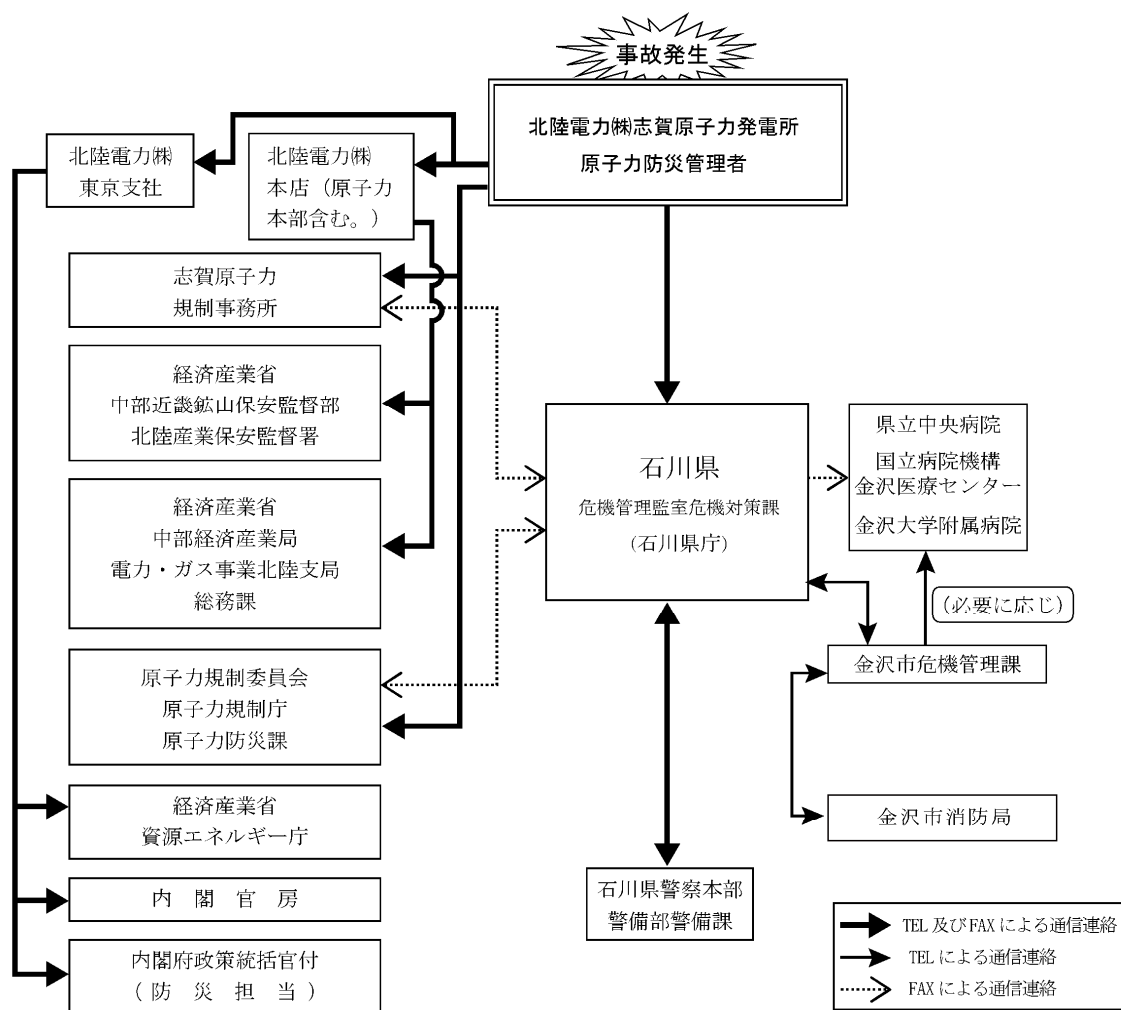 事故発生
北陸電力㈱志賀原子力発電所
原子力防災管理者
北陸電力㈱
東京支社
北陸電力㈱
本店（原子力
本部含む。）
志賀原子力
規制事務所
経済産業省
中部近畿鉱山保安監督部
北陸産業保安監督署
経済産業省
中部経済産業局
電力・ガス事業北陸支局
総務課
原子力規制委員会
原子力規制庁
原子力防災課
経済産業省
資源エネルギー庁
内閣官房
内閣府政策統括官付
(防災担当)
石川県
危機管理監室危機対策課
(石川県庁)
県立中央病院
国立病院機構
金沢医療センター
金沢大学附属病院
(必要に応じ)
金沢市危機管理課
金沢市消防局
石川県警察本部
警備部警備課
TEL及びFAXによる通信連絡
TELによる通信連絡
FAXによる通信連絡